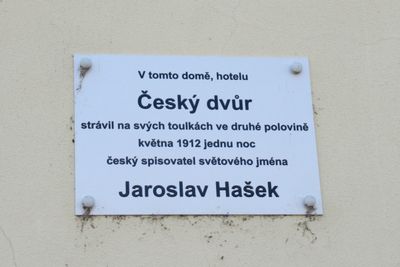 V tomto domě, hotelu
Český dvůr
strávil na svých toulkách ve druhé polovině
května 1912 jednu noc
český spisovatel světového jména
Jaroslav Hašek